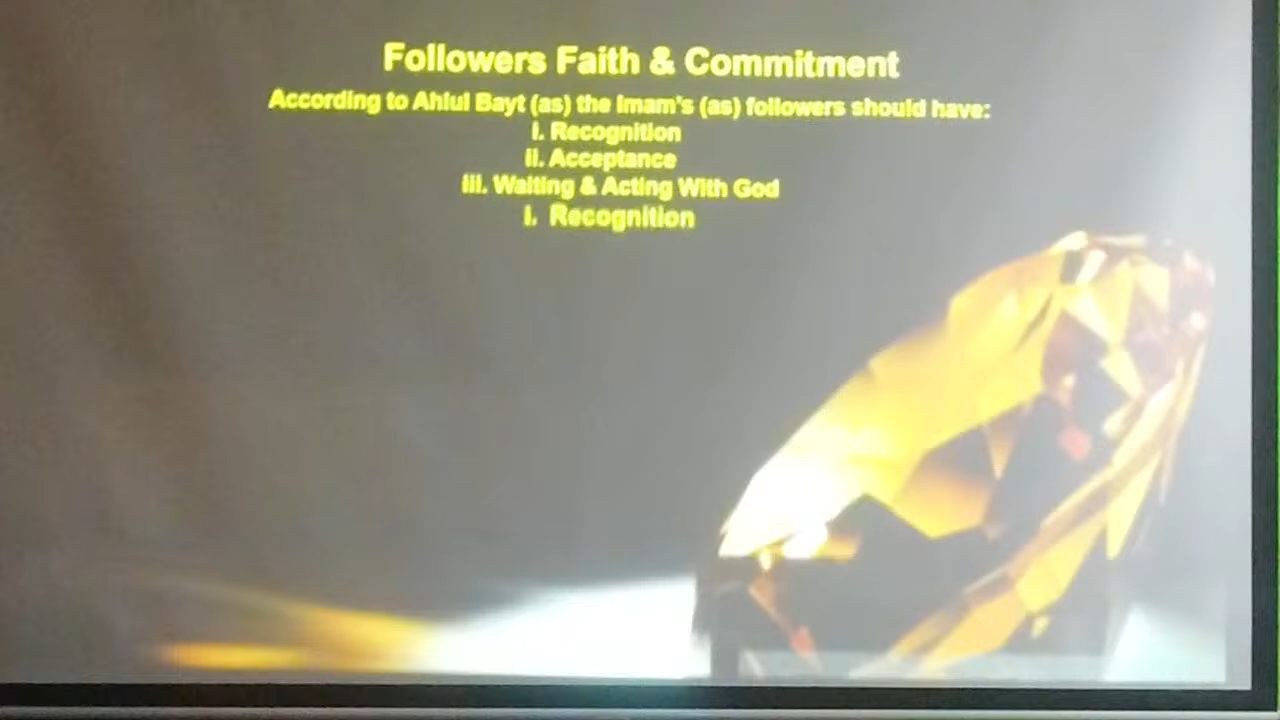 Followers Faith & Commitment
According to Ahlul Bayt (as) the Imam's (as) followers should have:
i. Recognition
ii. Acceptance
iii. Waiting & Acting With God
i. Recognition